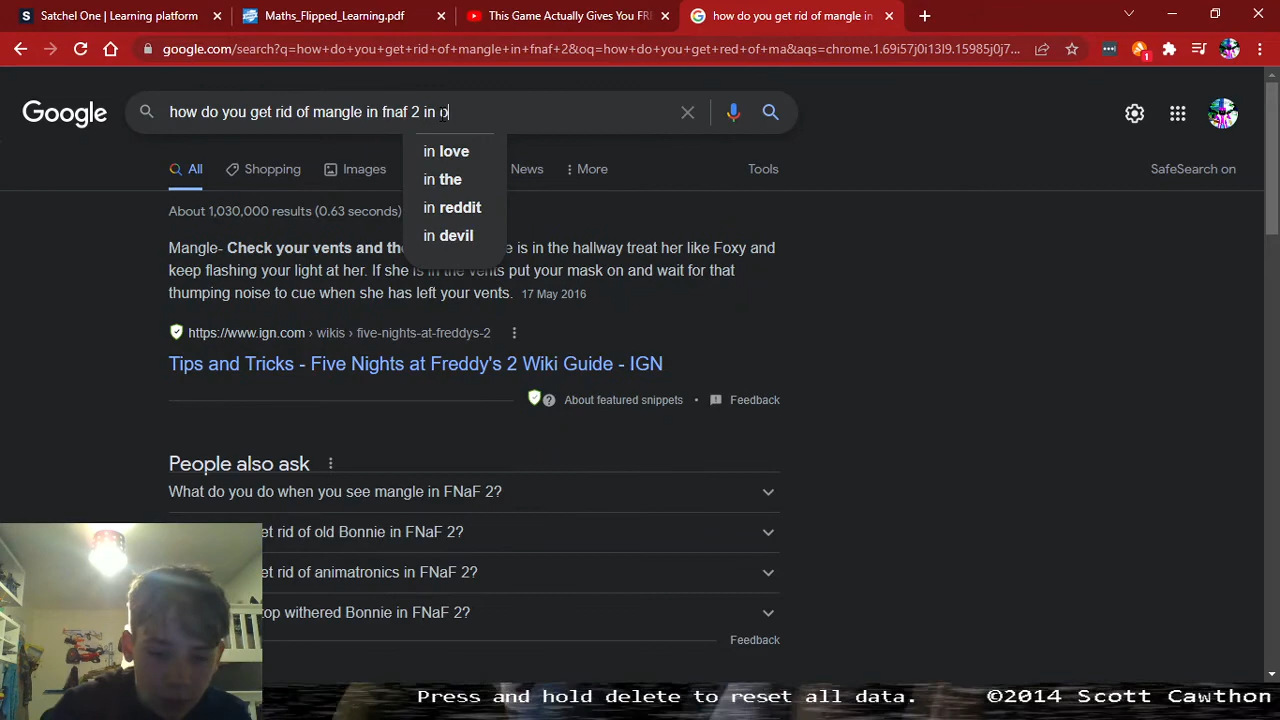 Satchel One | Learning platform
Maths_Flipped_Learning.pdf
This Game Actually Gives You FR
how do you get rid of mangle in
google.com/search?q=how+do+you+get+rid+of+mangle+in+fnaf+2&oq=how+do+you+get+red+of+ma&aqs=chrome.1.69i57j0i13l9.15985j0j7...
1
Google
how do you get rid of mangle in fnaf 2 in
in love
in the
in reddit
in devil
All
Shopping
Images
News
More
Tools
SafeSearch on
About 1,030,000 results (0.63 seconds)
Mangle- Check your vents and the is in the hallway treat her like Foxy and
keep flashing your light at her. If she is in the vents put your mask on and wait for that
thumping noise to cue when she has left your vents. 17 May 2016
https://www.ign.com › wikis › five-nights-at-freddys-2
Tips and Tricks - Five Nights at Freddy's 2 Wiki Guide - IGN
About featured snippets • Feedback
People also ask
What do you do when you see mangle in FNaF 2?
et rid of old Bonnie in FNaF 2?
et rid of animatronics in FNaF 2?
top withered Bonnie in FNaF 2?
Feedback
Press and hold delete to reset all data. ©2014 Scott Cawthon